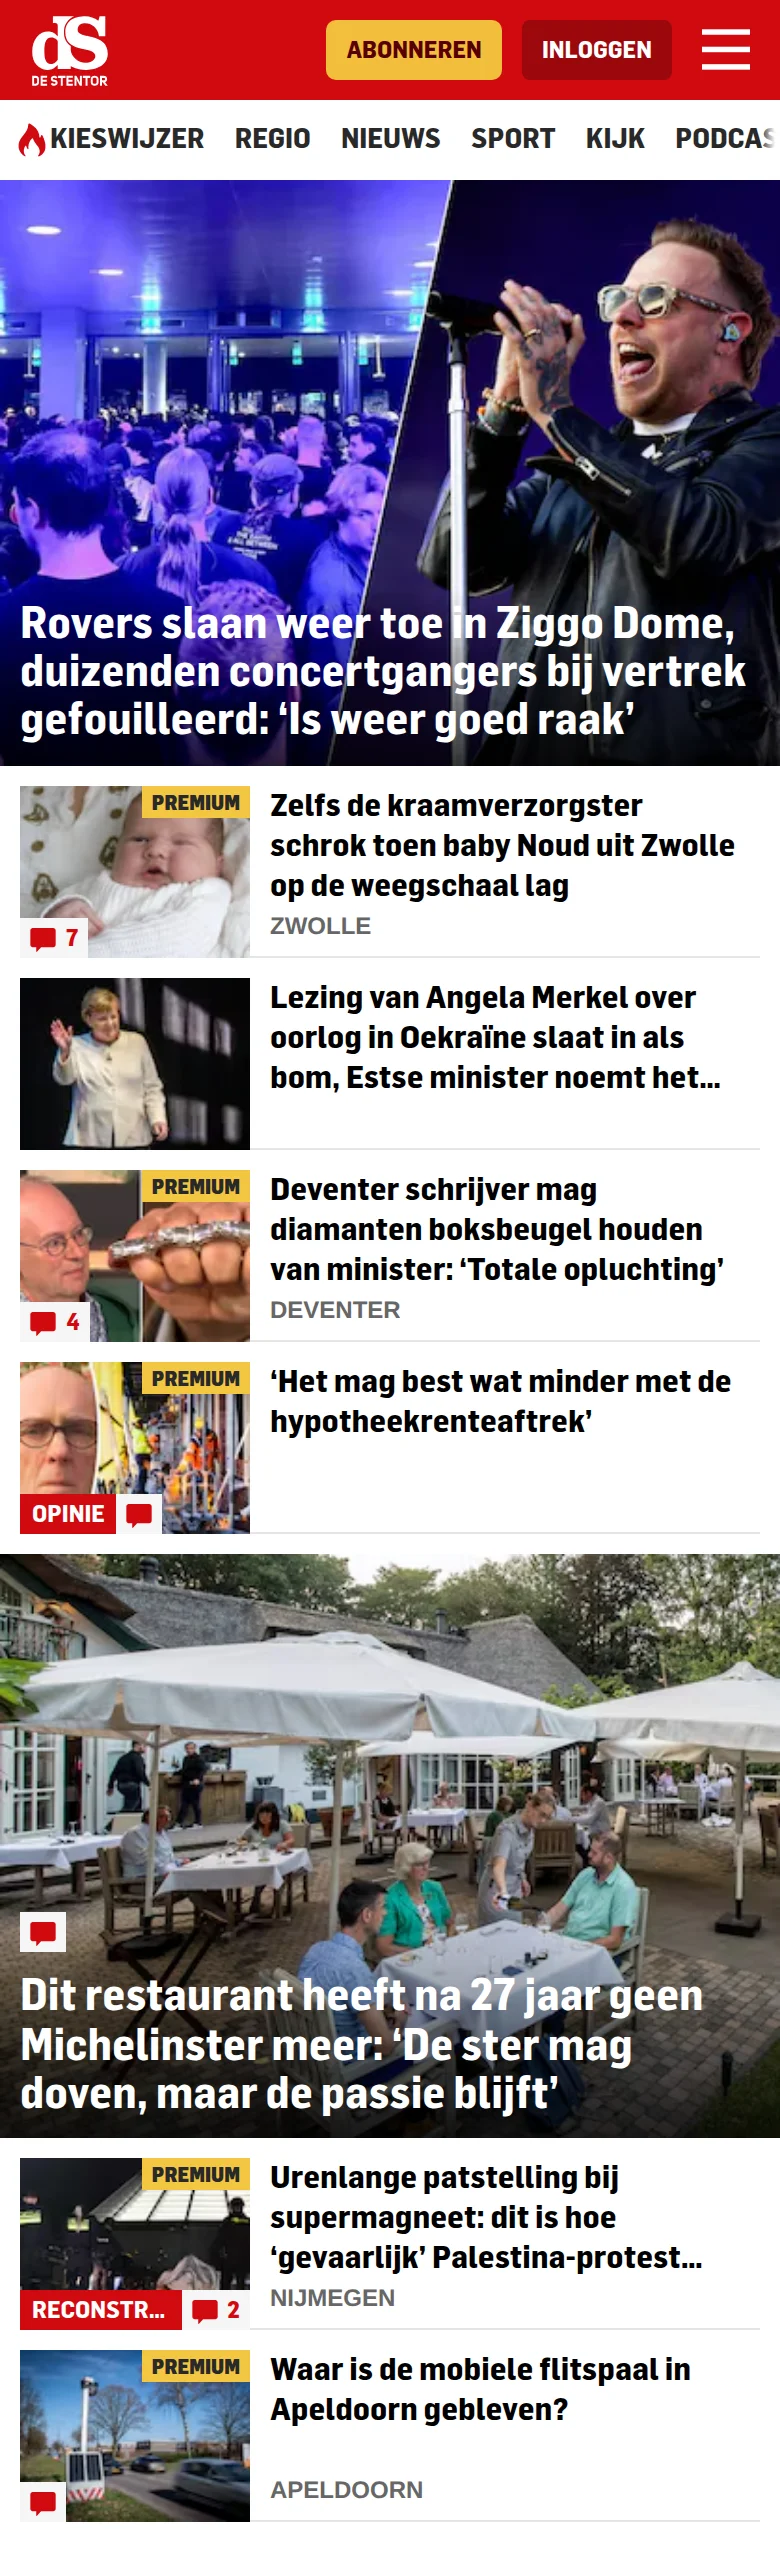 dS
DE STENTOR
ABONNEREN
INLOGGEN
KIESWIJZER REGIO NIEUWS SPORT KIJK PODCAS
Rovers slaan weer toe in Ziggo Dome,
duizenden concertgangers bij vertrek
gefouilleerd: ‘Is weer goed raak’
PREMIUM
7
Zelfs de kraamverzorgster
schrok toen baby Noud uit Zwolle
op de weegschaal lag
ZWOLLE
Lezing van Angela Merkel over
oorlog in Oekraïne slaat in als
bom, Estse minister noemt het...
PREMIUM
4
Deventer schrijver mag
diamanten boksbeugel houden
van minister: ‘Totale opluchting’
DEVENTER
PREMIUM
OPINIE
‘Het mag best wat minder met de
hypotheekrenteaftrek’
Dit restaurant heeft na 27 jaar geen
Michelinster meer: ‘De ster mag
doven, maar de passie blijft’
PREMIUM
RECONSTR...
2
Urenlange patstelling bij
supermagneet: dit is hoe
‘gevaarlijk’ Palestina-protest...
NIJMEGEN
PREMIUM
Waar is de mobiele flitspaal in
Apeldoorn gebleven?
APELDOORN